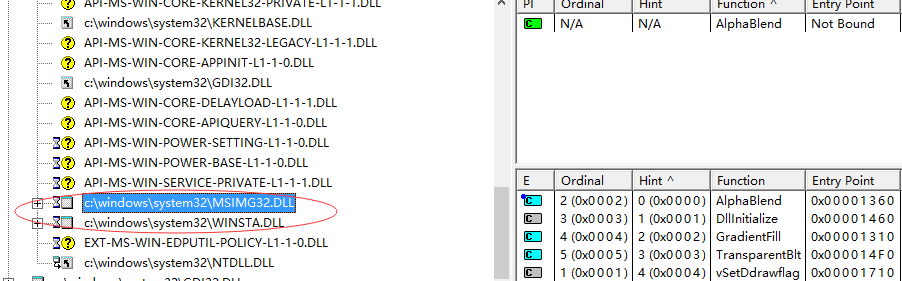 API-MS-WIN-CORE-KERNEL32-PRIVATE-L1-1-1.DLL
c:\windows\system32\KERNELBASE.DLL
API-MS-WIN-CORE-KERNEL32-LEGACY-L1-1-1.DLL
API-MS-WIN-CORE-APPINIT-L1-1-0.DLL
c:\windows\system32\GDI32.DLL
API-MS-WIN-CORE-DELAYLOAD-L1-1-1.DLL
API-MS-WIN-CORE-APIQUERY-L1-1-0.DLL
API-MS-WIN-POWER-SETTING-L1-1-0.DLL
API-MS-WIN-POWER-BASE-L1-1-0.DLL
API-MS-WIN-SERVICE-PRIVATE-L1-1-1.DLL
c:\windows\system32\MSIMG32.DLL
c:\windows\system32\WINSTA.DLL
EXT-MS-WIN-EDPUTIL-POLICY-L1-1-0.DLL
c:\windows\system32\NTDLL.DLL
c:\windows\system32\GDI32.DLL
PI Ordinal Hint Function ^ Entry Point
C N/A N/A AlphaBlend Not Bound
E Ordinal Hint ^ Function Entry Point
C 2 (0x0002) 0 (0x0000) AlphaBlend 0x00001360
C 3 (0x0003) 1 (0x0001) DllInitialize 0x00001460
C 4 (0x0004) 2 (0x0002) GradientFill 0x00001310
C 5 (0x0005) 3 (0x0003) TransparentBlt 0x000014F0
C 1 (0x0001) 4 (0x0004) vSetDdrawflag 0x00001710